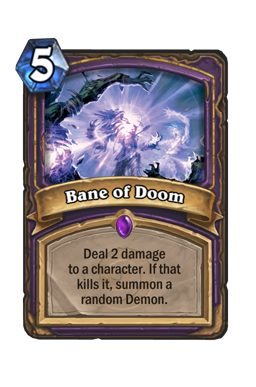 5
Bane of Doom
Deal 2 damage
to a character. If that
kills it, summon a
random Demon.